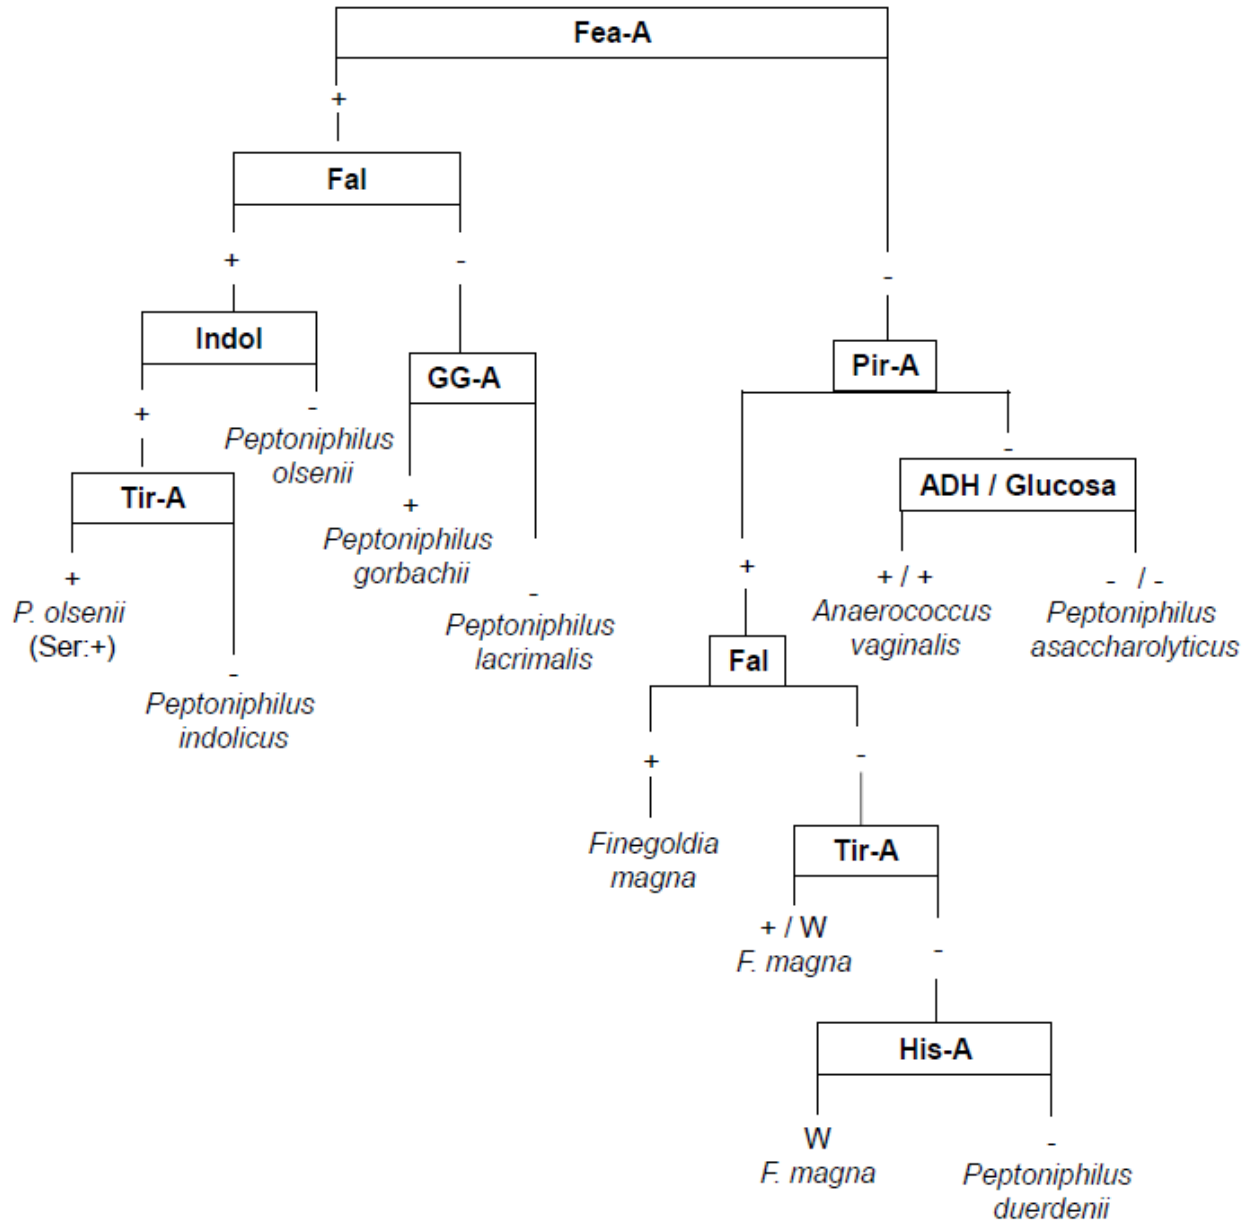 Fea-A
+
Fal
+
-
-
Indol
Pir-A
GG-A
+
-
Peptoniphilus
olsenii
-
Tir-A
ADH / Glucosa
+
Peptoniphilus
gorbachii
+
P. olsenii
(Ser:+)
+
+ / +
Anaerococcus
vaginalis
- / -
Peptoniphilus
asaccharolyticus
-
Peptoniphilus
lacrimalis
Fal
-
Peptoniphilus
indolicus
+
-
Finegoldia
magna
Tir-A
+ / W
F. magna
-
His-A
W
F. magna
-
Peptoniphilus
duerdenii